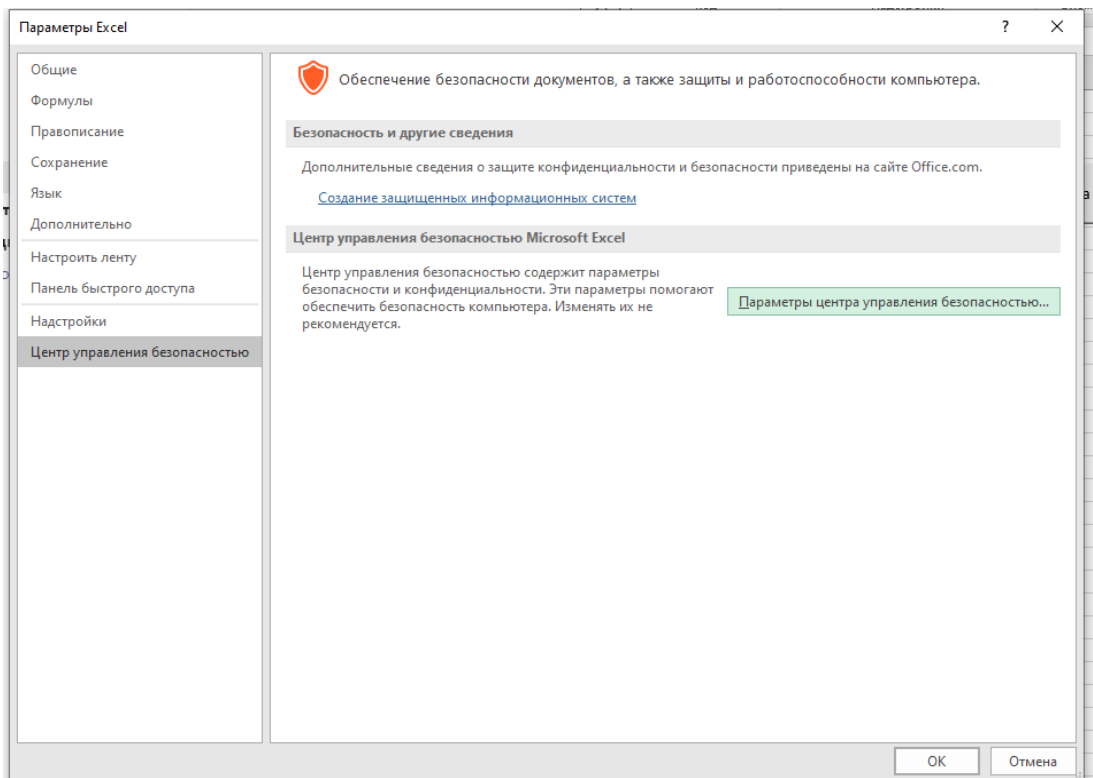 Параметры Excel
?
Общие
Формулы
Правописание
Сохранение
Язык
Дополнительно
Настроить ленту
Панель быстрого доступа
Надстройки
Центр управления безопасностью
Обеспечение безопасности документов, а также защиты и работоспособности компьютера.
Безопасность и другие сведения
Дополнительные сведения о защите конфиденциальности и безопасности приведены на сайте Office.com.
Создание защищенных информационных систем
Центр управления безопасностью Microsoft Excel
Центр управления безопасностью содержит параметры
безопасности и конфиденциальности. Эти параметры помогают
обеспечить безопасность компьютера. Изменять их не
рекомендуется.
Параметры центра управления безопасностью...
ОК
Отмена